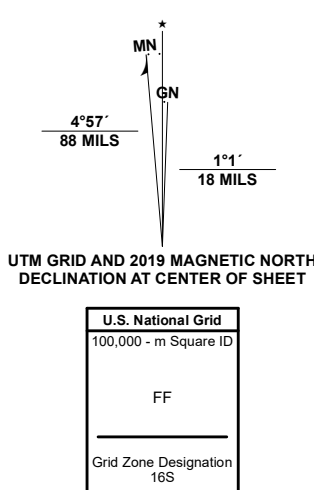 ★
MN
GN
4°57´
88 MILS
1°1´
18 MILS
UTM GRID AND 2019 MAGNETIC NORTH
DECLINATION AT CENTER OF SHEET
U.S. National Grid
100,000 - m Square ID
FF
Grid Zone Designation
16S